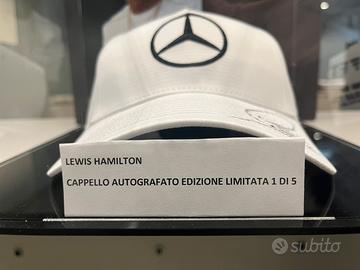 LEWIS HAMILTON
CAPPELLO AUTOGRAFATO EDIZIONE LIMITATA 1 DI 5
subito